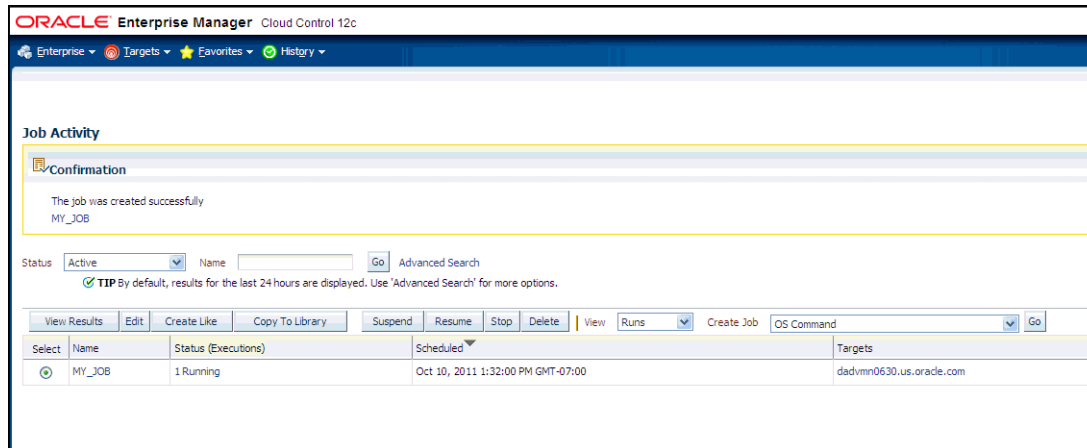 ORACLE Enterprise Manager Cloud Control 12c
Enterprise Targets Favorites History
Job Activity
Confirmation
The job was created successfully
MY_JOB
Status Active Name Go Advanced Search
TIP By default, results for the last 24 hours are displayed. Use 'Advanced Search' for more options.
View Results Edit Create Like Copy To Library Suspend Resume Stop Delete View Runs Create Job OS Command Go
Select Name Status (Executions) Scheduled Targets
MY_JOB 1 Running Oct 10, 2011 1:32:00 PM GMT-07:00 dadvmn0630.us.oracle.com